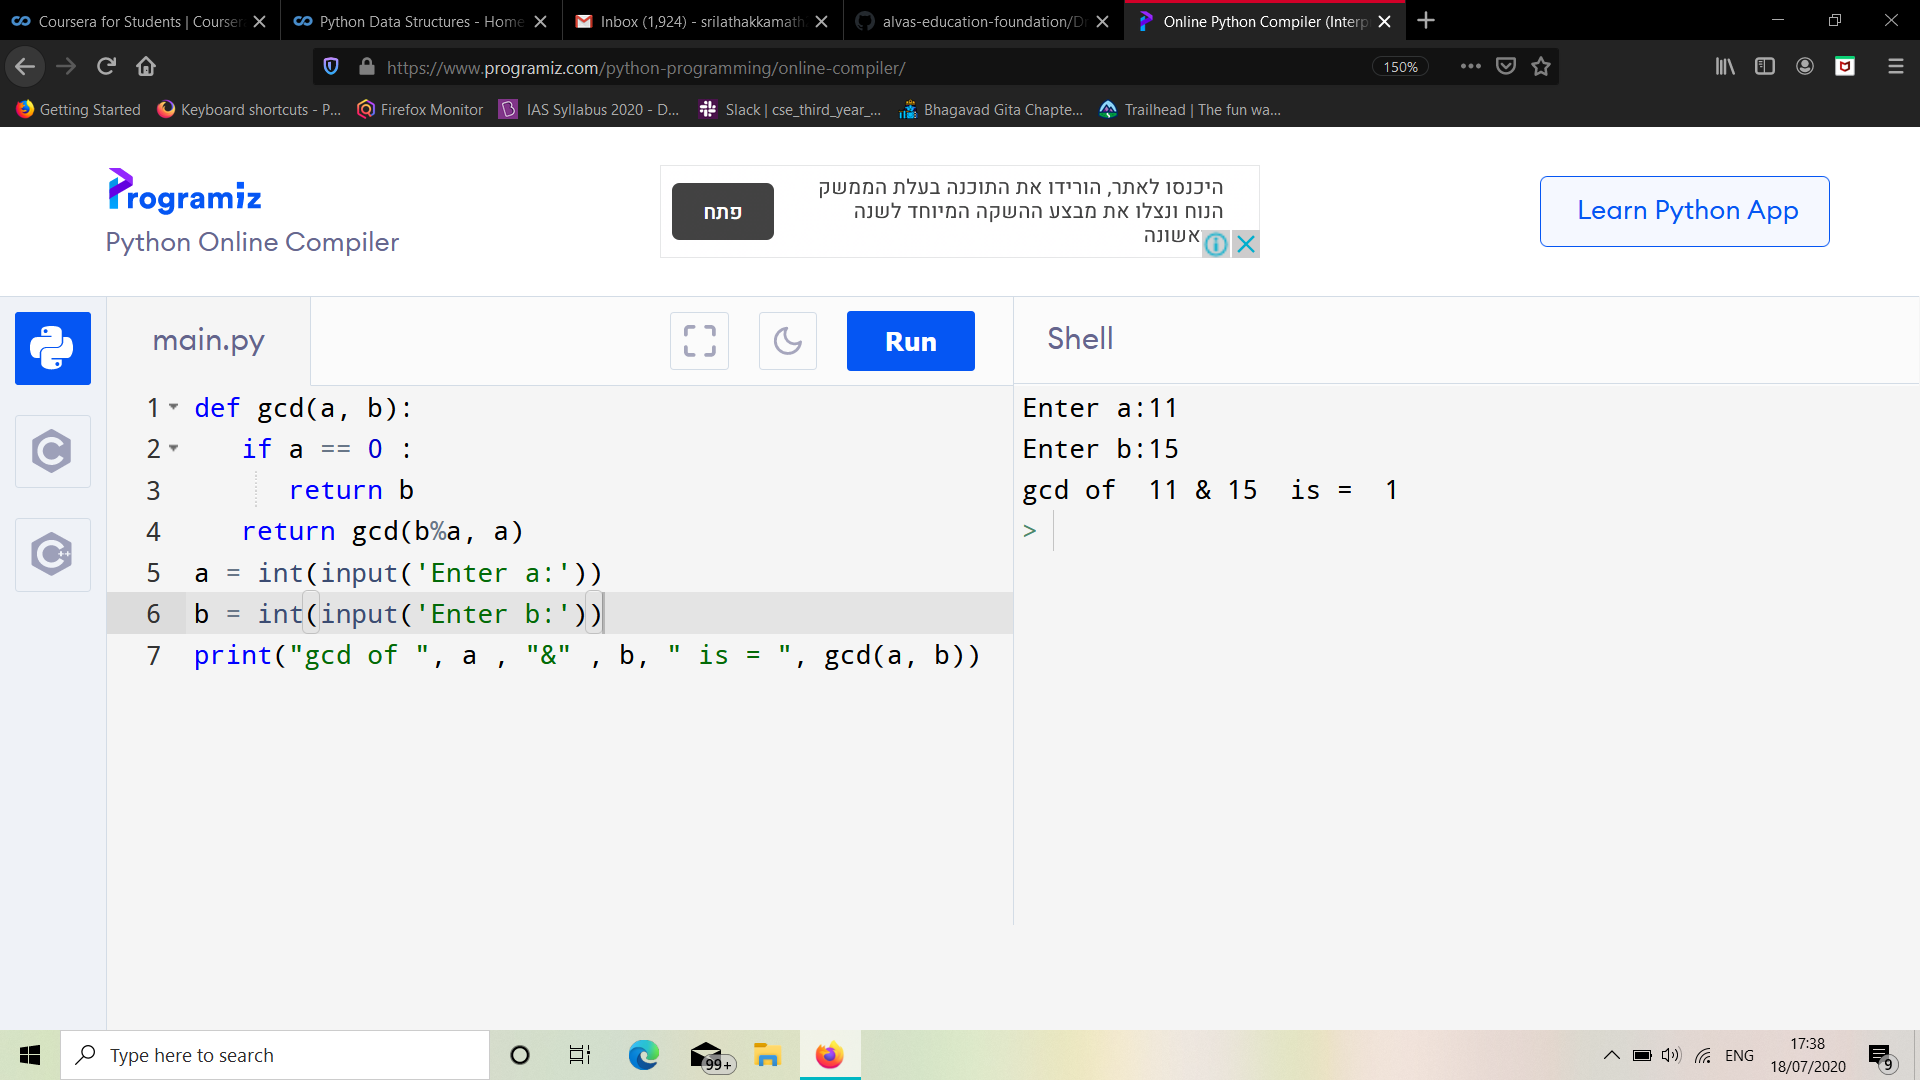 Coursera for Students | Courser
Python Data Structures - Home
Inbox (1,924) - srilathakkamath
alvas-education-foundation/D
Online Python Compiler (Interp
https://www.programiz.com/python-programming/online-compiler/
150%
Getting Started
Keyboard shortcuts - P...
Firefox Monitor
IAS Syllabus 2020 - D...
Slack | cse_third_year_...
Bhagavad Gita Chapte...
Trailhead | The fun wa...
Programiz
Python Online Compiler
היכנסו לאתר, הורידו את התוכנה בעלת הממשק
הנוח ונצלו את מבצע ההשקה המיוחד לשנה
אשונה
פתח
Learn Python App
main.py
Run
Shell
1 def gcd(a, b):
2 if a == 0 :
3 return b
4 return gcd(b%a, a)
5 a = int(input('Enter a:'))
6 b = int(input('Enter b:'))
7 print("gcd of ", a , "&" , b, " is = ", gcd(a, b))
Enter a:11
Enter b:15
gcd of  11 & 15  is =  1
>
C
C++
Type here to search
99+
ENG
17:38
18/07/2020
9